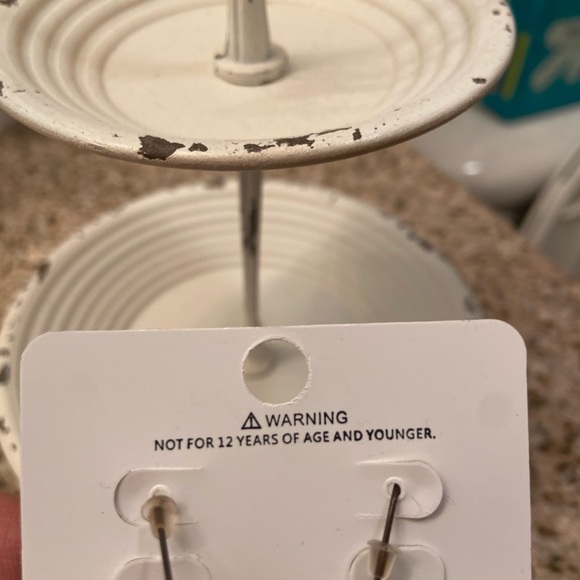 ⚠ WARNING
NOT FOR 12 YEARS OF AGE AND YOUNGER.